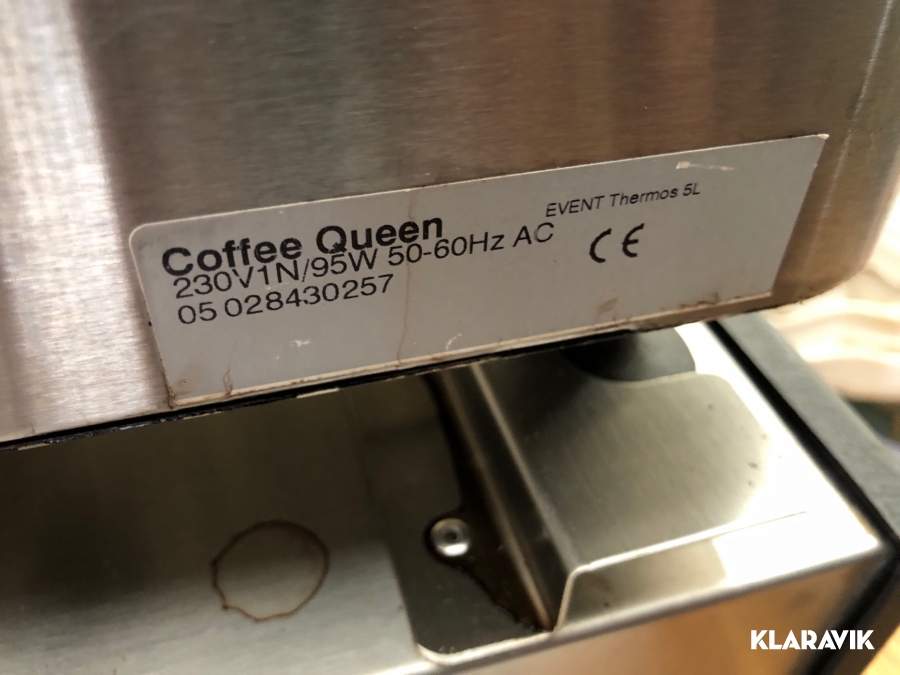 Coffee Queen
EVENT Thermos 5L
230V1N/95W 50-60Hz AC
CE
05 028430257
KLARAVIK